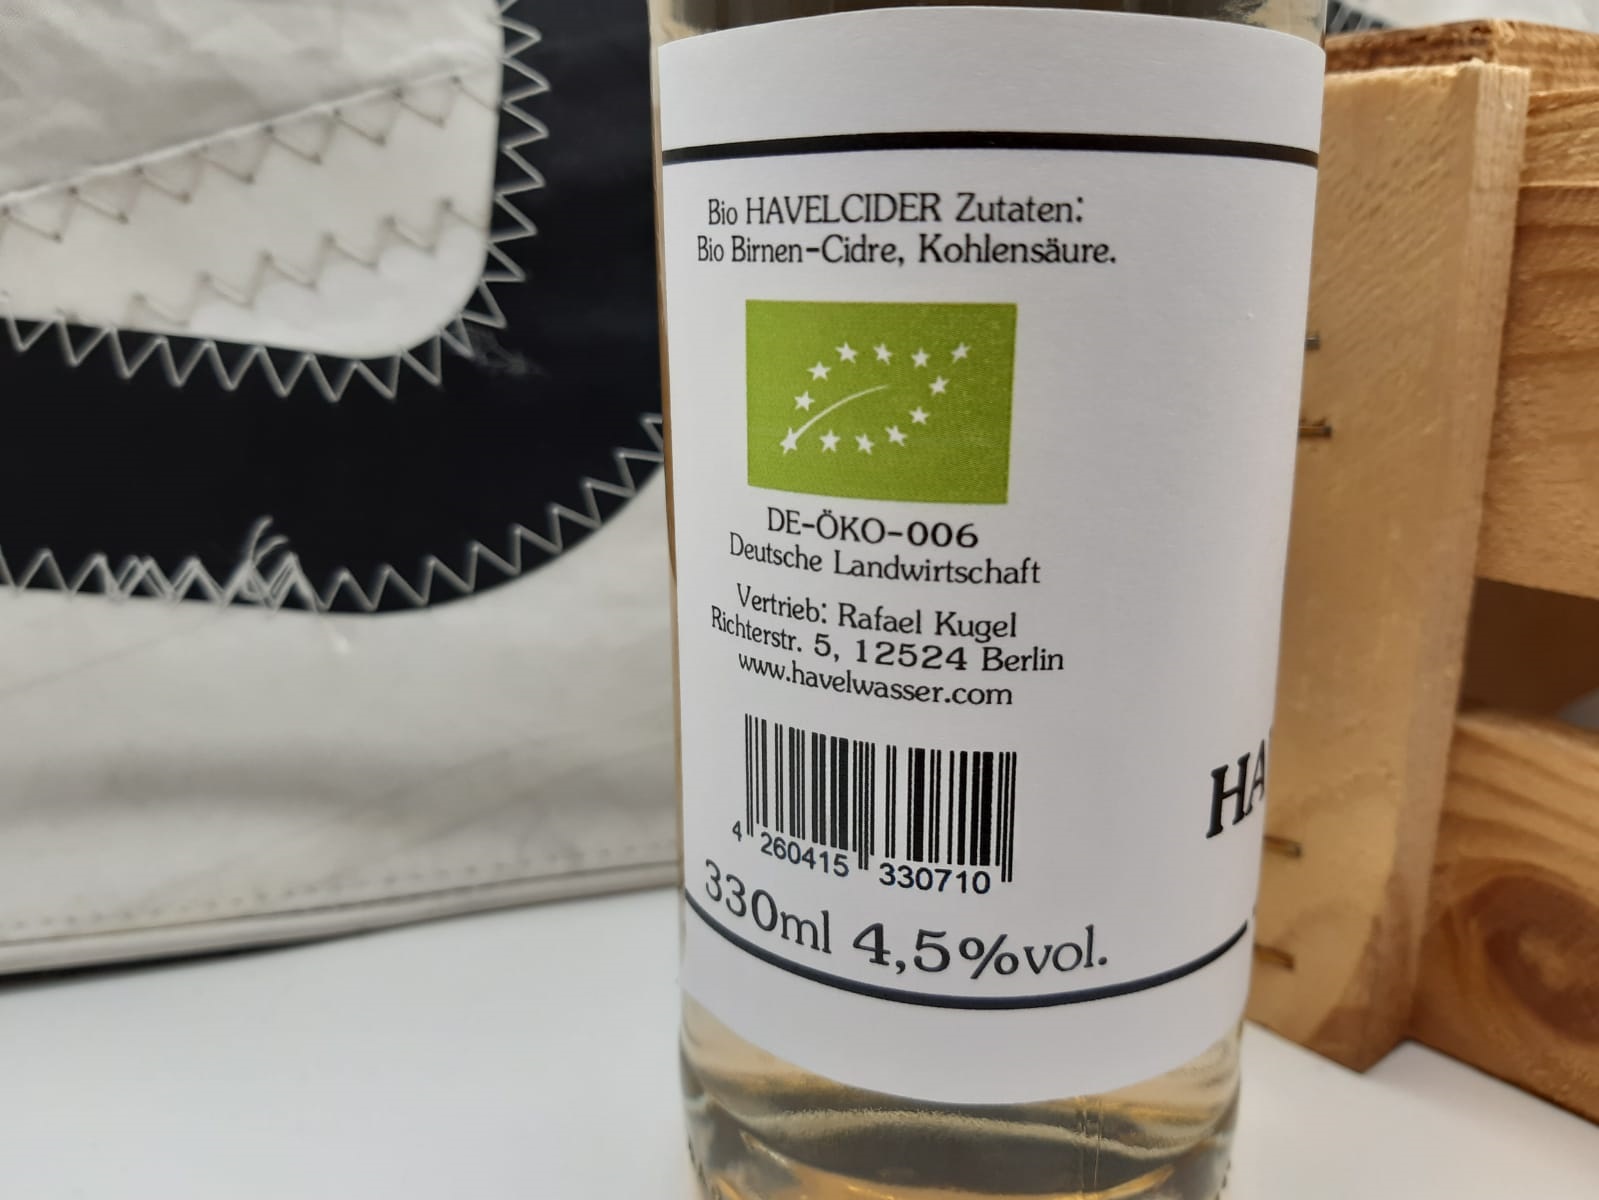 Bio HAVELCIDER Zutaten:
Bio Birnen-Cidre, Kohlensäure.
DE-ÖKO-006
Deutsche Landwirtschaft
Vertrieb: Rafael Kugel
Richterstr. 5, 12524 Berlin
www.havelwasser.com
4 260415 330710
330ml 4,5%vol.